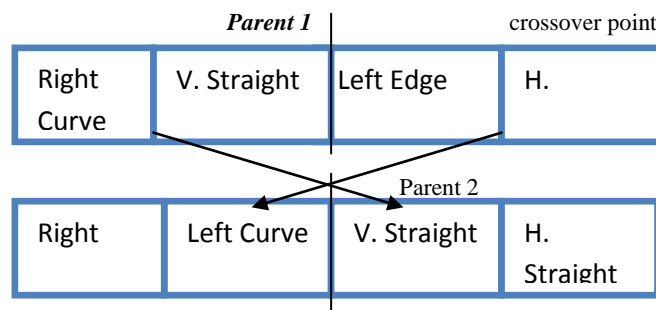 Parent 1 crossover point
Right Curve
V. Straight
Left Edge
H.
Parent 2
Right
Left Curve
V. Straight
H.
Straight